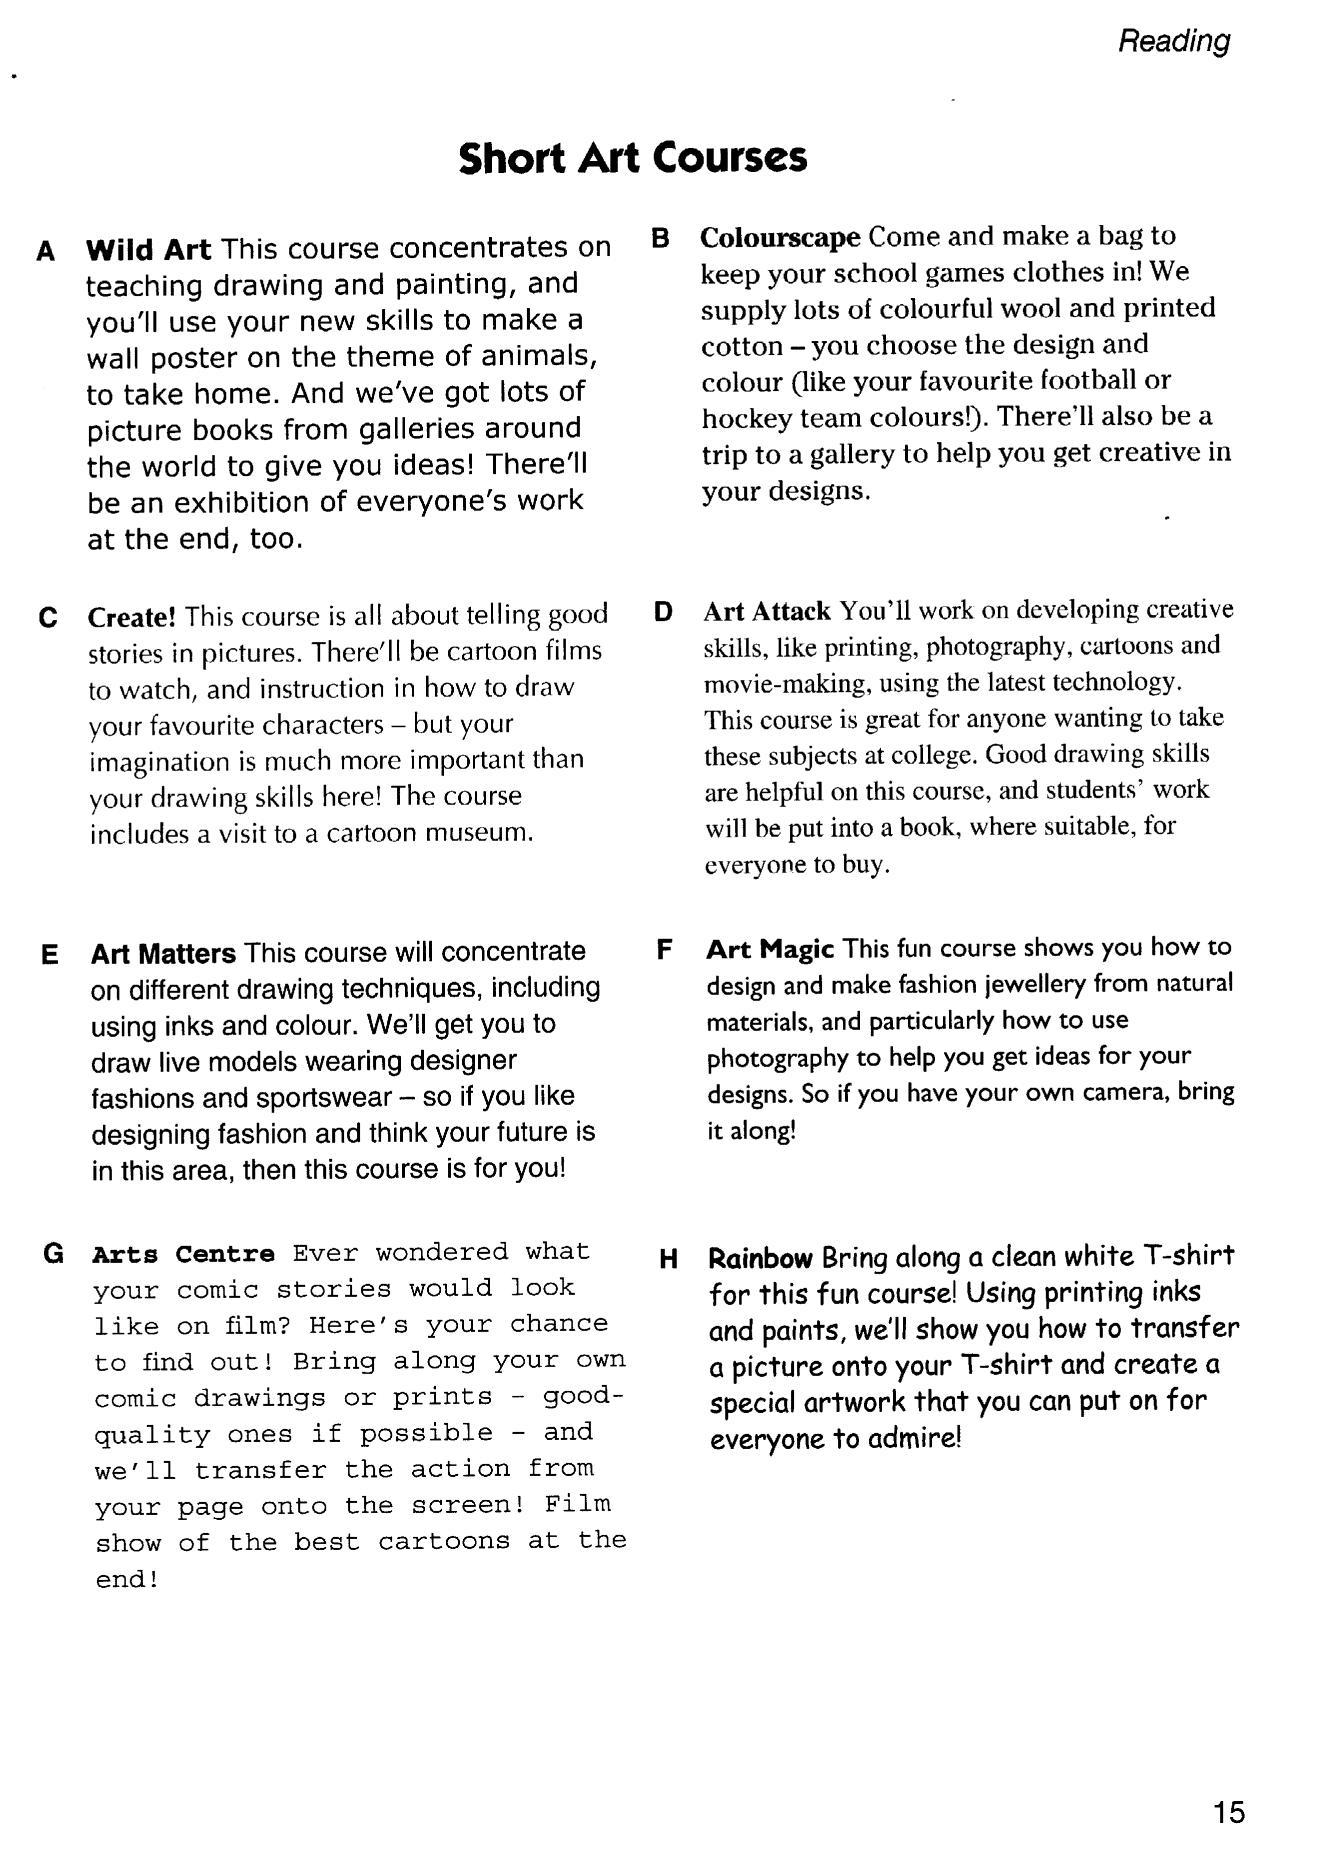 Reading
Short Art Courses
A Wild Art This course concentrates on
teaching drawing and painting, and
you'll use your new skills to make a
wall poster on the theme of animals,
to take home. And we've got lots of
picture books from galleries around
the world to give you ideas! There'll
be an exhibition of everyone's work
at the end, too.
B Colourscape Come and make a bag to
keep your school games clothes in! We
supply lots of colourful wool and printed
cotton – you choose the design and
colour (like your favourite football or
hockey team colours!). There'll also be a
trip to a gallery to help you get creative in
your designs.
C Create! This course is all about telling good
stories in pictures. There'll be cartoon films
to watch, and instruction in how to draw
your favourite characters – but your
imagination is much more important than
your drawing skills here! The course
includes a visit to a cartoon museum.
D Art Attack You'll work on developing creative
skills, like printing, photography, cartoons and
movie-making, using the latest technology.
This course is great for anyone wanting to take
these subjects at college. Good drawing skills
are helpful on this course, and students' work
will be put into a book, where suitable, for
everyone to buy.
E Art Matters This course will concentrate
on different drawing techniques, including
using inks and colour. We'll get you to
draw live models wearing designer
fashions and sportswear – so if you like
designing fashion and think your future is
in this area, then this course is for you!
F Art Magic This fun course shows you how to
design and make fashion jewellery from natural
materials, and particularly how to use
photography to help you get ideas for your
designs. So if you have your own camera, bring
it along!
G Arts Centre Ever wondered what
your comic stories would look
like on film? Here's your chance
to find out! Bring along your own
comic drawings or prints – good-
quality ones if possible – and
we'll transfer the action from
your page onto the screen! Film
show of the best cartoons at the
end!
H Rainbow Bring along a clean white T-shirt
for this fun course! Using printing inks
and paints, we'll show you how to transfer
a picture onto your T-shirt and create a
special artwork that you can put on for
everyone to admire!
15